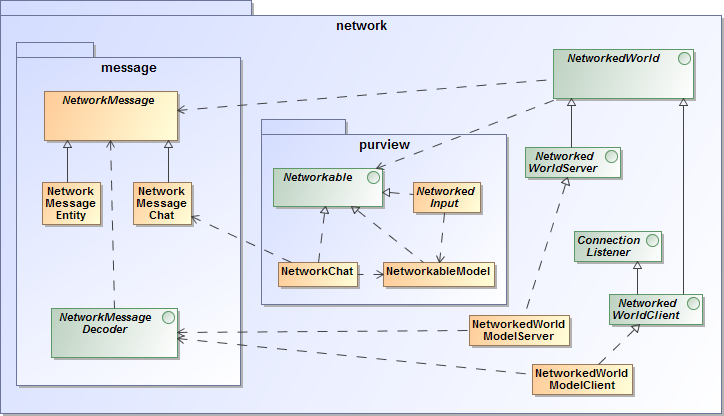 network
message
NetworkMessage
Network
Message
Entity
Network
Message
Chat
NetworkMessage
Decoder
purview
Networkable
Networked
Input
NetworkChat
NetworkableModel
NetworkedWorld
Networked
WorldServer
Connection
Listener
Networked
WorldClient
NetworkedWorld
ModelServer
NetworkedWorld
ModelClient